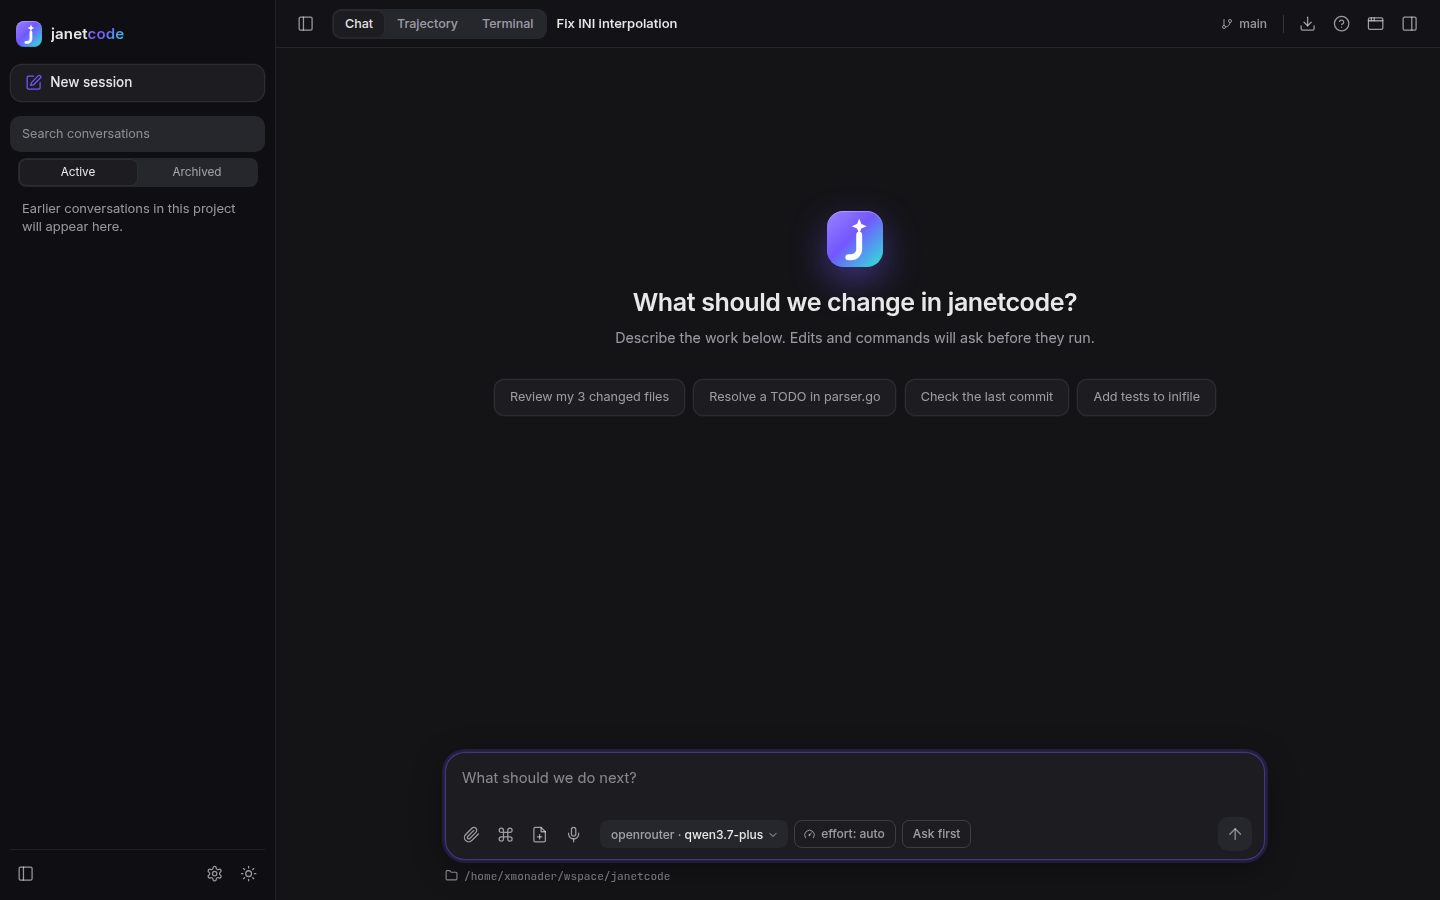 janetcode
New session
Search conversations
Active
Archived
Earlier conversations in this project
will appear here.
Chat
Trajectory
Terminal
Fix INI interpolation
main
What should we change in janetcode?
Describe the work below. Edits and commands will ask before they run.
Review my 3 changed files
Resolve a TODO in parser.go
Check the last commit
Add tests to inifile
What should we do next?
openrouter · qwen3.7-plus
effort: auto
Ask first
/home/xmonader/wspace/janetcode